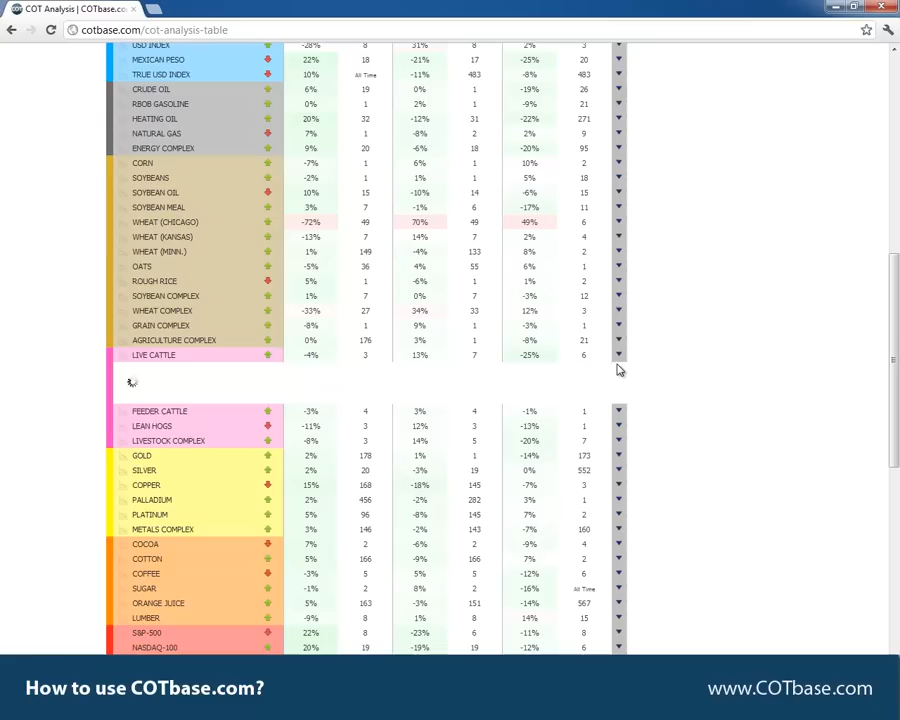 COT Analysis | COTbase.com
cotbase.com/cot-analysis-table
USD INDEX -28% 8 31% 8 2% 3
MEXICAN PESO 22% 18 -21% 17 -25% 20
TRUE USD INDEX 10% All Time -11% 483 -8% 483
CRUDE OIL 6% 19 0% 1 -19% 26
RBOB GASOLINE 0% 1 2% 1 -9% 21
HEATING OIL 20% 32 -12% 31 -22% 271
NATURAL GAS 7% 1 -8% 2 2% 9
ENERGY COMPLEX 9% 20 -6% 18 -20% 95
CORN -7% 1 6% 1 10% 2
SOYBEANS -2% 1 1% 1 5% 18
SOYBEAN OIL 10% 15 -10% 14 -6% 15
SOYBEAN MEAL 3% 7 -1% 6 -17% 11
WHEAT (CHICAGO) -72% 49 70% 49 49% 6
WHEAT (KANSAS) -13% 7 14% 7 2% 4
WHEAT (MINN.) 1% 149 -4% 133 8% 2
OATS -5% 36 4% 55 6% 1
ROUGH RICE 5% 1 -6% 1 1% 2
SOYBEAN COMPLEX 1% 7 0% 7 -3% 12
WHEAT COMPLEX -33% 27 34% 33 12% 3
GRAIN COMPLEX -8% 1 9% 1 -3% 1
AGRICULTURE COMPLEX 0% 176 3% 1 -8% 21
LIVE CATTLE -4% 3 13% 7 -25% 6
FEEDER CATTLE -3% 4 3% 4 -1% 1
LEAN HOGS -11% 3 12% 3 -13% 1
LIVESTOCK COMPLEX -8% 3 14% 5 -20% 7
GOLD 2% 178 1% 1 -14% 173
SILVER 2% 20 -3% 19 0% 552
COPPER 15% 168 -18% 145 -7% 3
PALLADIUM 2% 456 -2% 282 3% 1
PLATINUM 5% 96 -8% 145 7% 2
METALS COMPLEX 3% 146 -2% 143 -7% 160
COCOA 7% 2 -6% 2 -9% 4
COTTON 5% 166 -9% 166 7% 2
COFFEE -3% 5 5% 5 -12% 6
SUGAR -1% 2 8% 2 -16% All Time
ORANGE JUICE 5% 163 -3% 151 -14% 567
LUMBER -9% 8 1% 8 14% 15
S&P-500 22% 8 -23% 6 -11% 8
NASDAQ-100 20% 19 -19% 19 -12% 6
How to use COTbase.com? www.COTbase.com